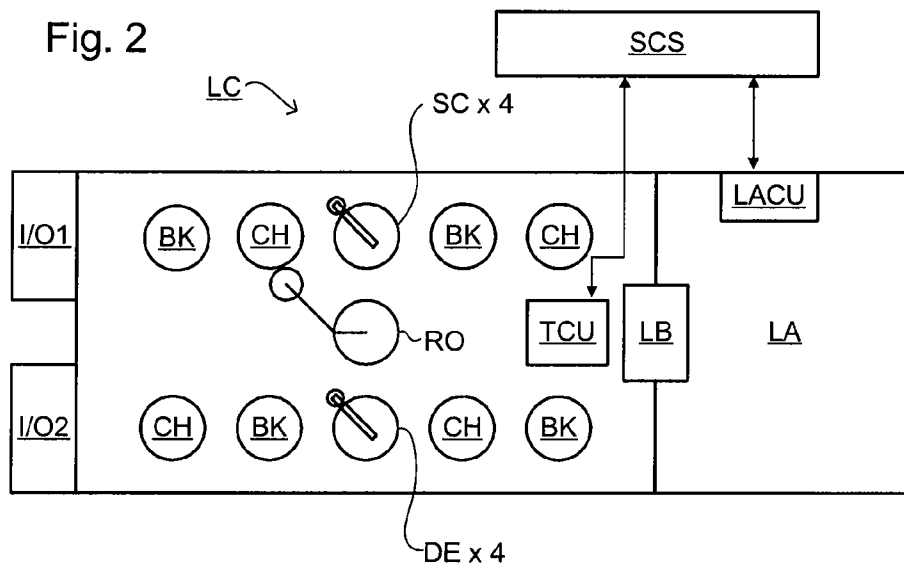 Fig. 2
SCS
LC
SC x 4
I/O1
BK
CH
BK
CH
LACU
RO
TCU
LB
LA
I/O2
CH
BK
CH
BK
DE x 4